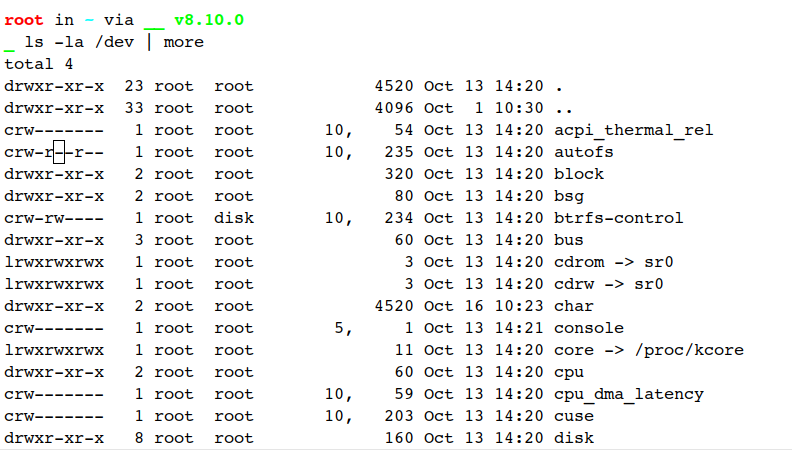 root in ~ via __ v8.10.0
_ ls -la /dev | more
total 4
drwxr-xr-x  23 root  root            4520 Oct 13 14:20 .
drwxr-xr-x  33 root  root            4096 Oct  1 10:30 ..
crw-------   1 root  root       10,    54 Oct 13 14:20 acpi_thermal_rel
crw-r--r--   1 root  root       10,   235 Oct 13 14:20 autofs
drwxr-xr-x   2 root  root             320 Oct 13 14:20 block
drwxr-xr-x   2 root  root              80 Oct 13 14:20 bsg
crw-rw----   1 root  disk       10,   234 Oct 13 14:20 btrfs-control
drwxr-xr-x   3 root  root              60 Oct 13 14:20 bus
lrwxrwxrwx   1 root  root               3 Oct 13 14:20 cdrom -> sr0
lrwxrwxrwx   1 root  root               3 Oct 13 14:20 cdrw -> sr0
drwxr-xr-x   2 root  root            4520 Oct 16 10:23 char
crw-------   1 root  root        5,     1 Oct 13 14:21 console
lrwxrwxrwx   1 root  root              11 Oct 13 14:20 core -> /proc/kcore
drwxr-xr-x   2 root  root              60 Oct 13 14:20 cpu
crw-------   1 root  root       10,    59 Oct 13 14:20 cpu_dma_latency
crw-------   1 root  root       10,   203 Oct 13 14:20 cuse
drwxr-xr-x   8 root  root             160 Oct 13 14:20 disk